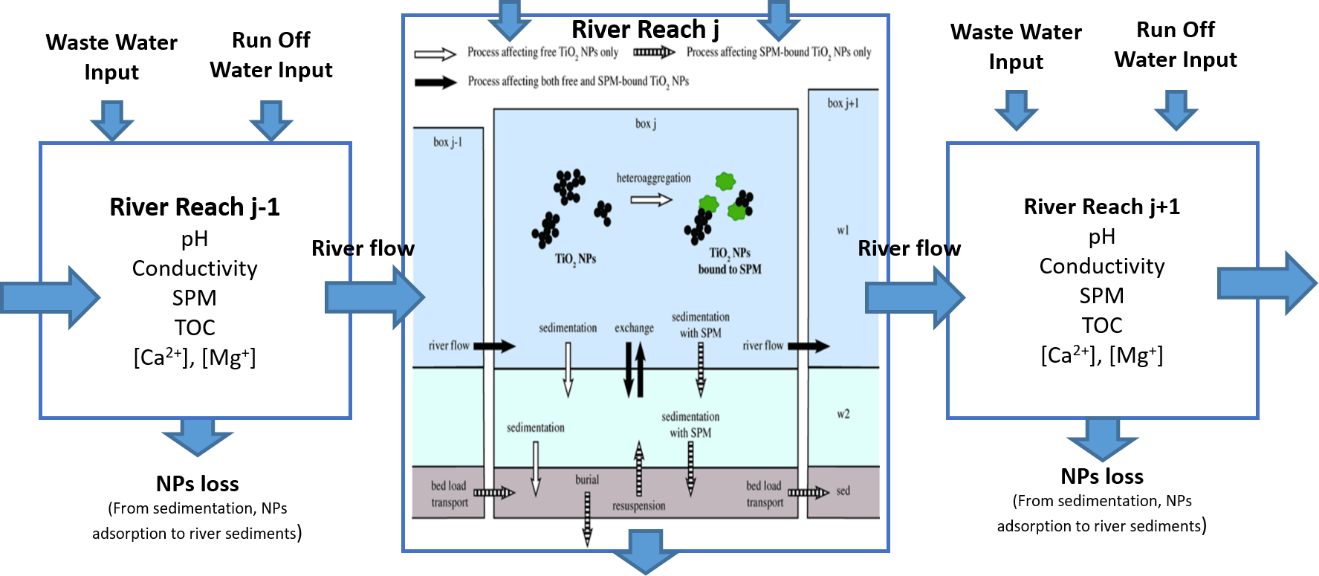 Waste Water
Input
Run Off
Water Input
River Reach j-1
pH
Conductivity
SPM
TOC
[Ca²⁺], [Mg⁺]
NPs loss
(From sedimentation, NPs
adsorption to river sediments)
River flow
River Reach j
Process affecting free TiO₂ NPs only
Process affecting SPM-bound TiO₂ NPs only
Process affecting both free and SPM-bound TiO₂ NPs
box j-1
box j
box j+1
heteroaggregation
TiO₂ NPs
TiO₂ NPs
bound to SPM
w1
sedimentation
exchange
sedimentation
with SPM
river flow
river flow
sedimentation
sedimentation
with SPM
w2
bed load
transport
burial
resuspension
bed load
transport
sed
River flow
Waste Water
Input
Run Off
Water Input
River Reach j+1
pH
Conductivity
SPM
TOC
[Ca²⁺], [Mg⁺]
NPs loss
(From sedimentation, NPs
adsorption to river sediments)